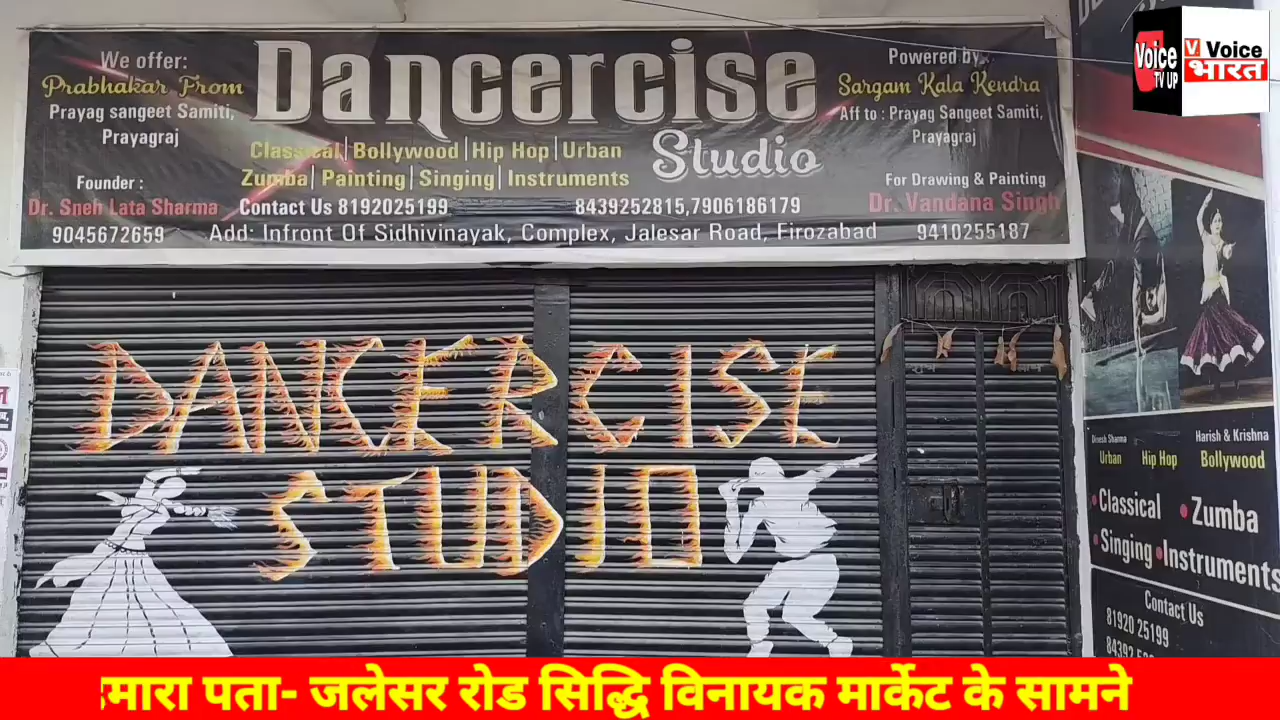 We offer:
Prabhakar From
Prayag sangeet Samiti,
Prayagraj
Founder :
Dr. Sneh Lata Sharma
9045672659
Dancercise
Studio
Classical|Bollywood|Hip Hop|Urban
Zumba|Painting|Singing|Instruments
Contact Us 8192025199
8439252815,7906186179
Add: Infront Of Sidhivinayak, Complex, Jalesar Road, Firozabad
Powered by
Sargam Kala Kendra
Aff to : Prayag Sangeet Samiti,
Prayagraj
For Drawing & Painting
Dr. Vandana Singh
9410255187
Voice
TV UP
V Voice
भारत
DANCERCISE
STUDIO
शुभ
लाभ
Dinesh Sharma
Urban
Hip Hop
Harish & Krishna
Bollywood
Classical
Zumba
Singing
Instruments
Contact Us
81920 25199
हमारा पता- जलेसर रोड सिद्धि विनायक मार्केट के सामने